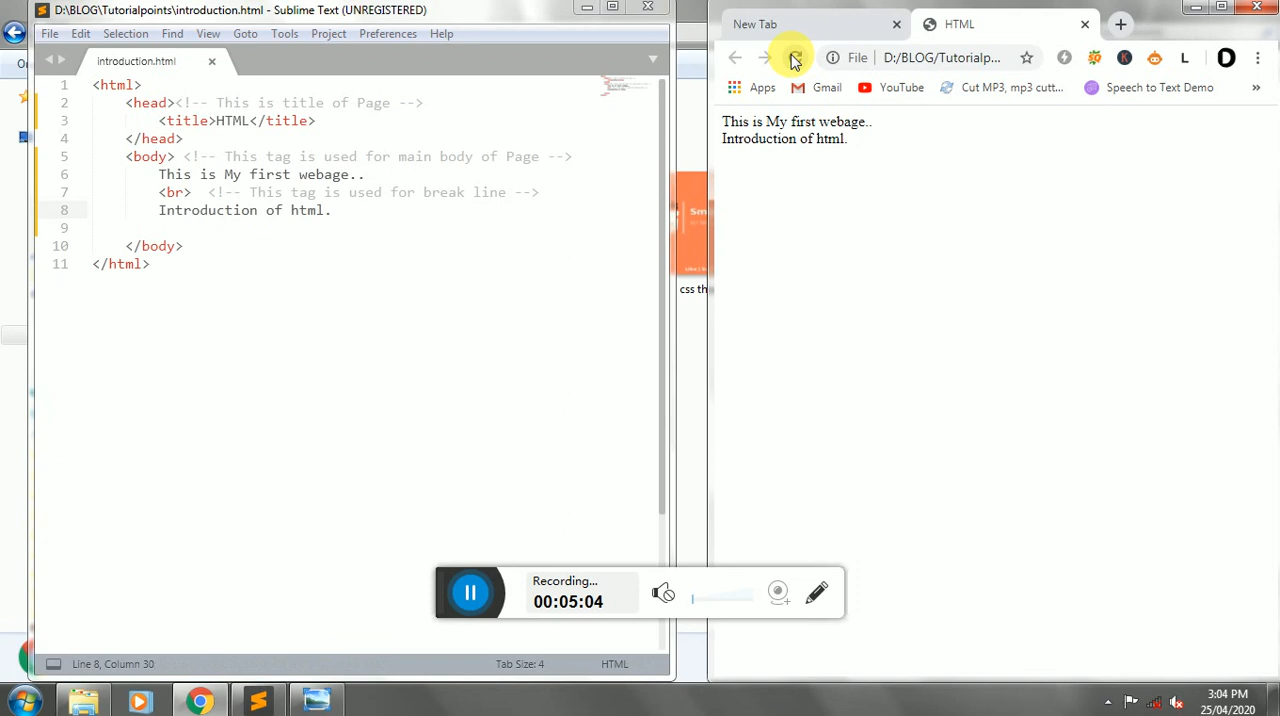 D:\BLOG\Tutorialpoints\introduction.html - Sublime Text (UNREGISTERED)
File Edit Selection Find View Goto Tools Project Preferences Help
introduction.html
1 <html>
2 <head><!-- This is title of Page -->
3 <title>HTML</title>
4 </head>
5 <body> <!-- This tag is used for main body of Page -->
6 This is My first webage..
7 <br> <!-- This tag is used for break line -->
8 Introduction of html.
9
10 </body>
11 </html>
Line 8, Column 30 Tab Size: 4 HTML
New Tab HTML
File D:/BLOG/Tutorialp...
Apps Gmail YouTube Cut MP3, mp3 cutt... Speech to Text Demo »
This is My first webage..
Introduction of html.
Sm
css th
Recording...
00:05:04
3:04 PM
25/04/2020